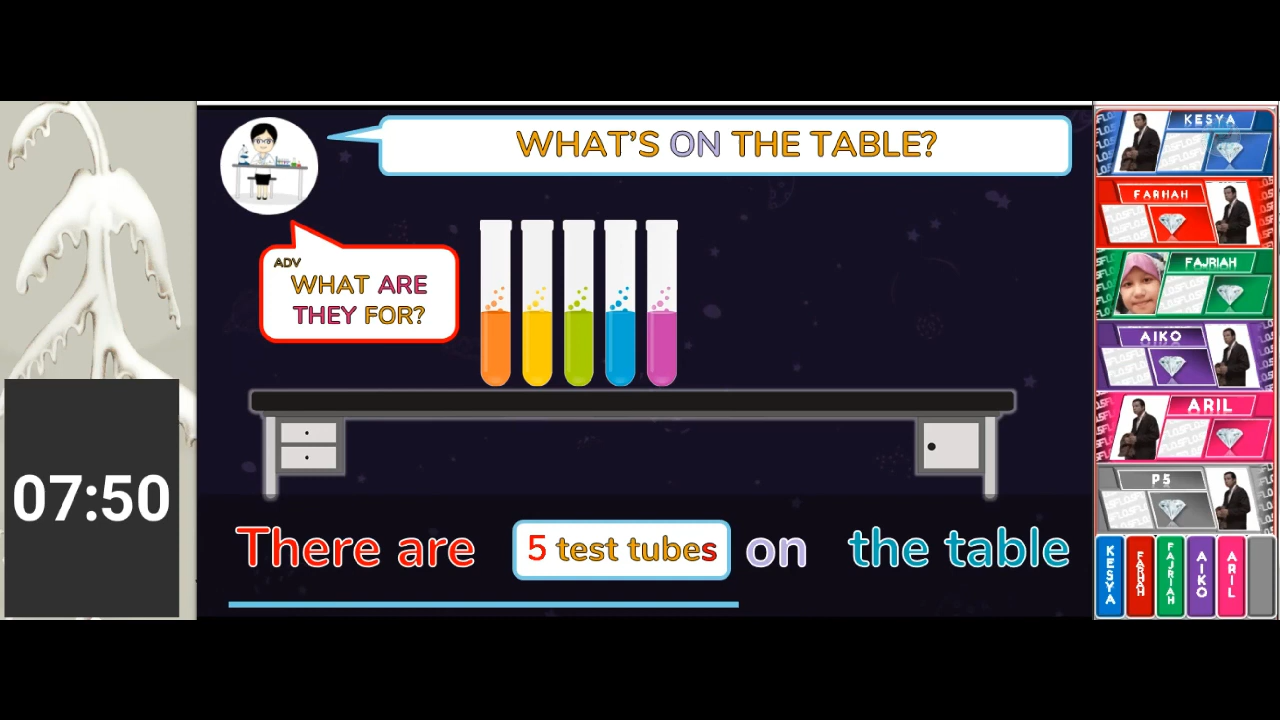 WHAT'S ON THE TABLE?
ADV
WHAT ARE
THEY FOR?
There are 5 test tubes on the table
07:50
KESYA
FARHAH
FAJRIAH
AIKO
ARIL
P5
KESYA
FARHAH
FAJRIAH
AIKO
ARIL